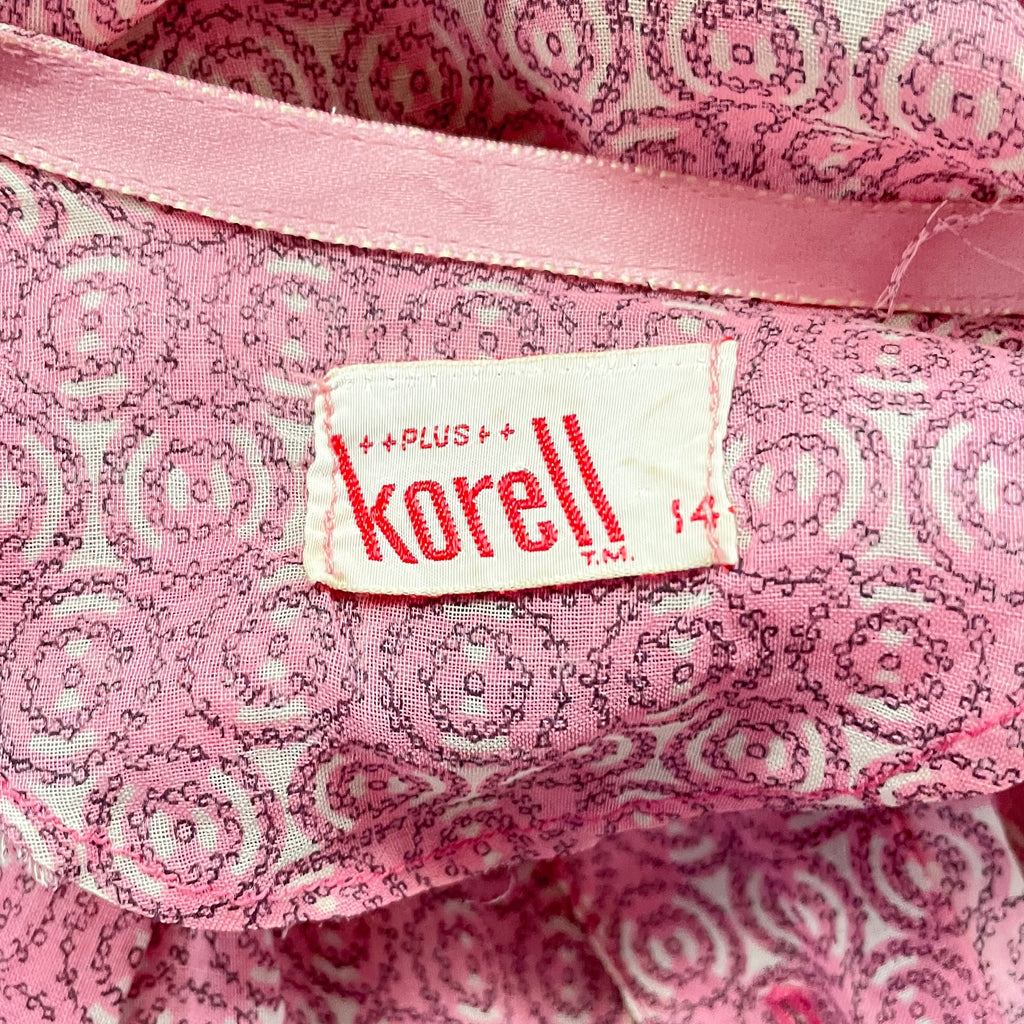 ++PLUS++
korell
T.M.
14